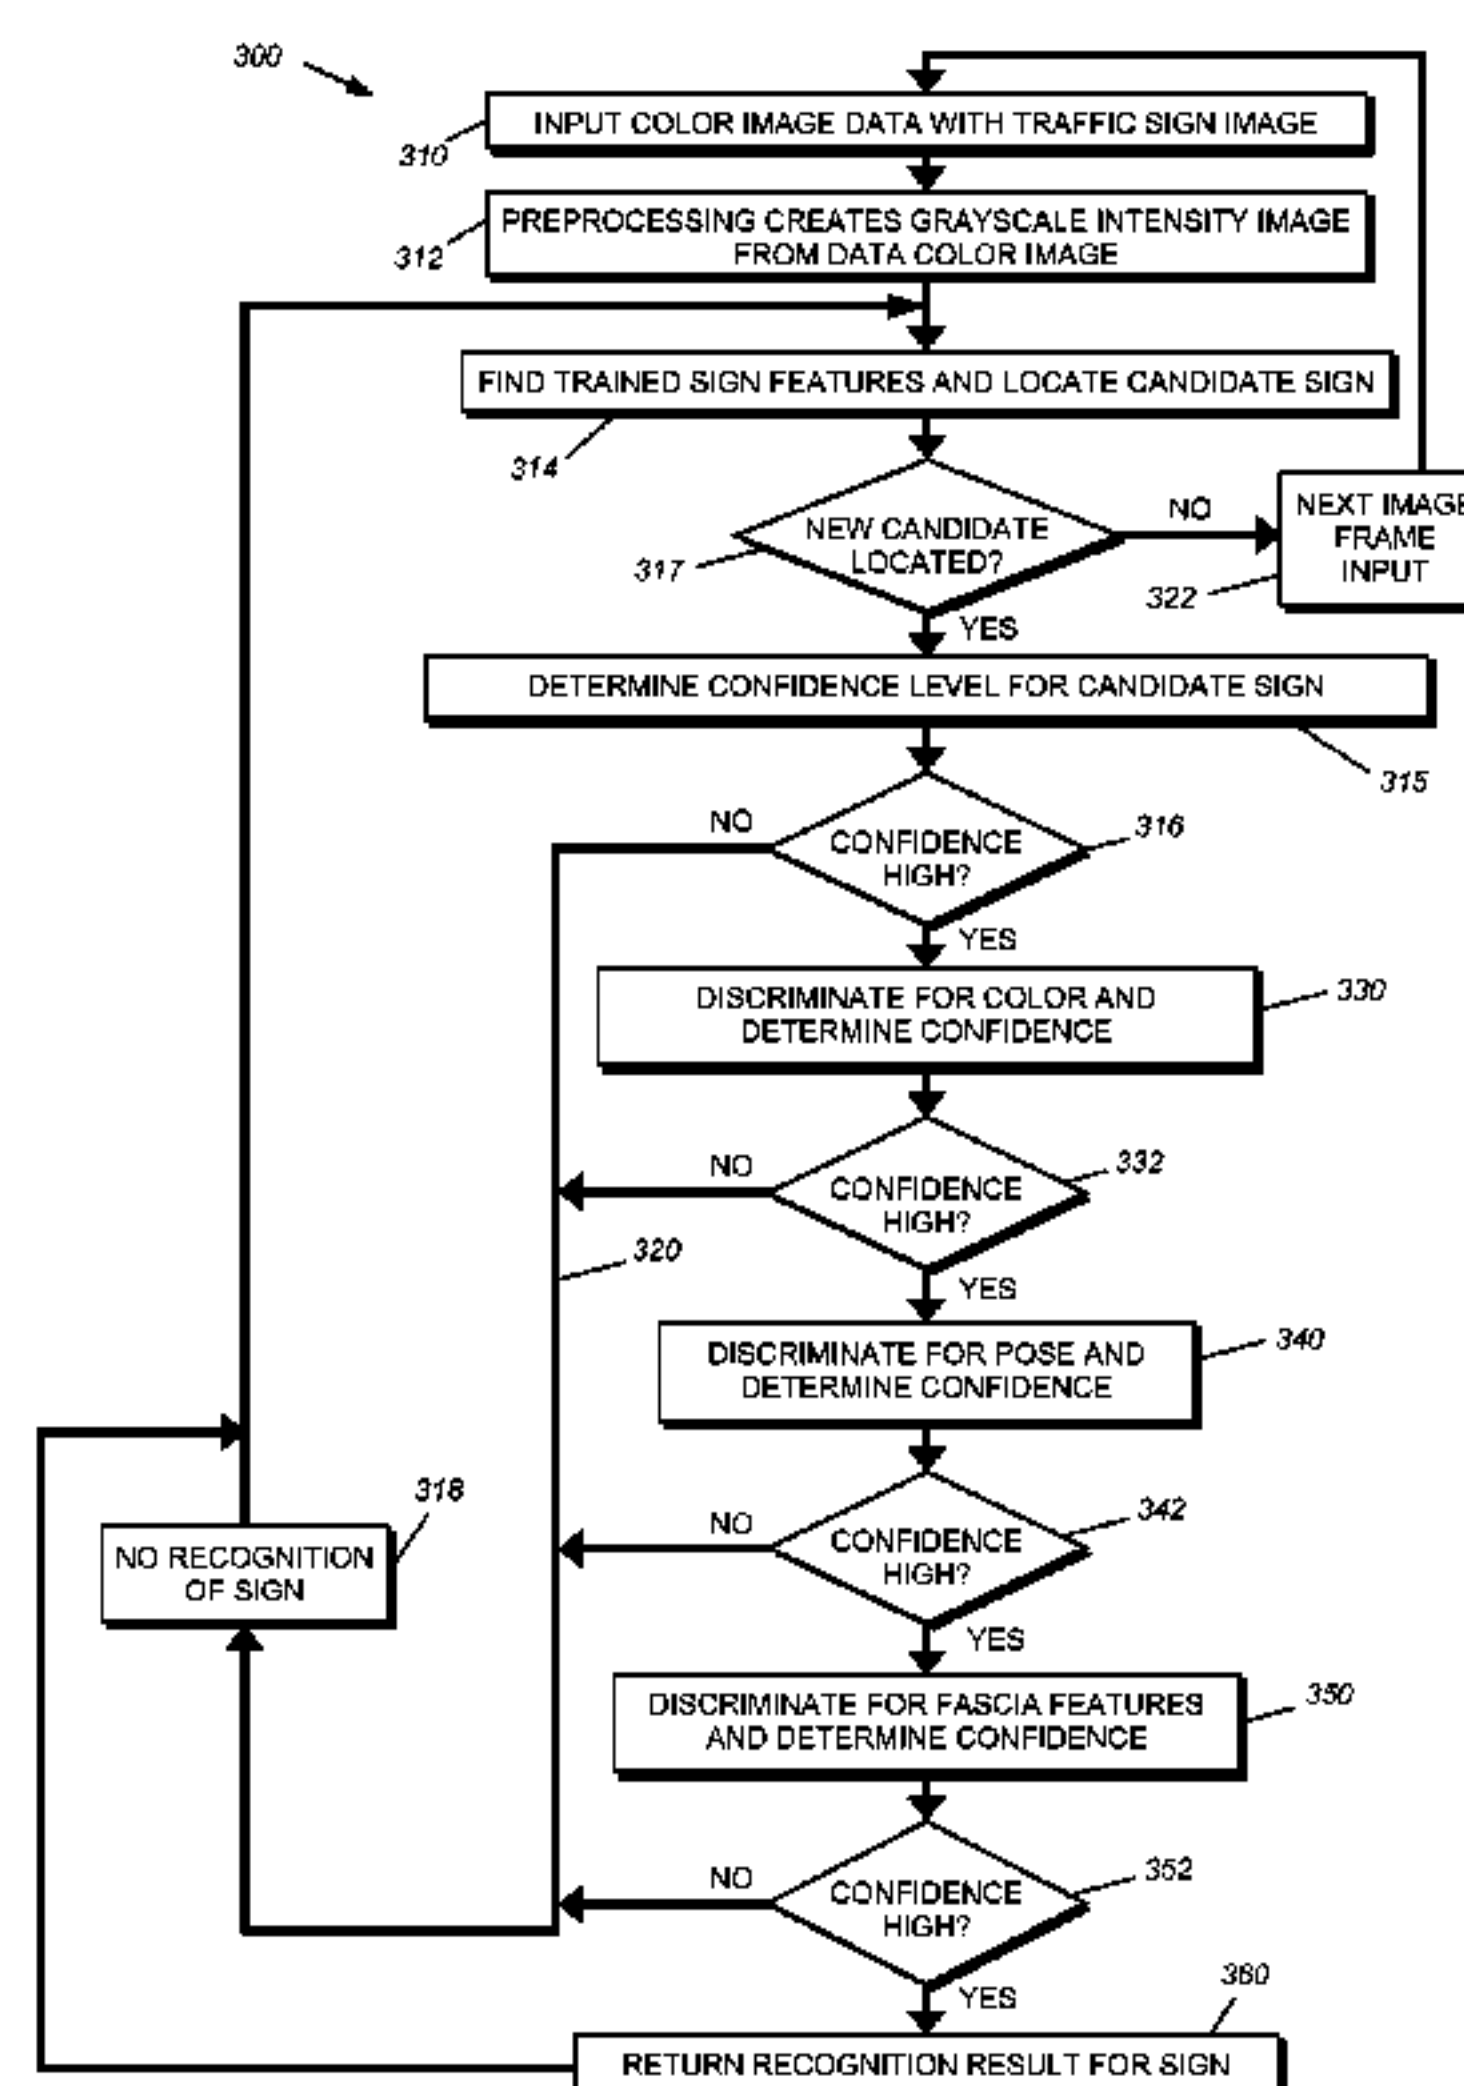 300
INPUT COLOR IMAGE DATA WITH TRAFFIC SIGN IMAGE
310
PREPROCESSING CREATES GRAYSCALE INTENSITY IMAGE
FROM DATA COLOR IMAGE
312
FIND TRAINED SIGN FEATURES AND LOCATE CANDIDATE SIGN
314
NEW CANDIDATE
LOCATED?
317
NO
NEXT IMAGE
FRAME
INPUT
322
YES
DETERMINE CONFIDENCE LEVEL FOR CANDIDATE SIGN
315
NO
CONFIDENCE
HIGH?
316
YES
DISCRIMINATE FOR COLOR AND
DETERMINE CONFIDENCE
330
NO
CONFIDENCE
HIGH?
332
320
YES
DISCRIMINATE FOR POSE AND
DETERMINE CONFIDENCE
340
318
NO RECOGNITION
OF SIGN
NO
CONFIDENCE
HIGH?
342
YES
DISCRIMINATE FOR FASCIA FEATURES
AND DETERMINE CONFIDENCE
350
NO
CONFIDENCE
HIGH?
352
YES
360
RETURN RECOGNITION RESULT FOR SIGN